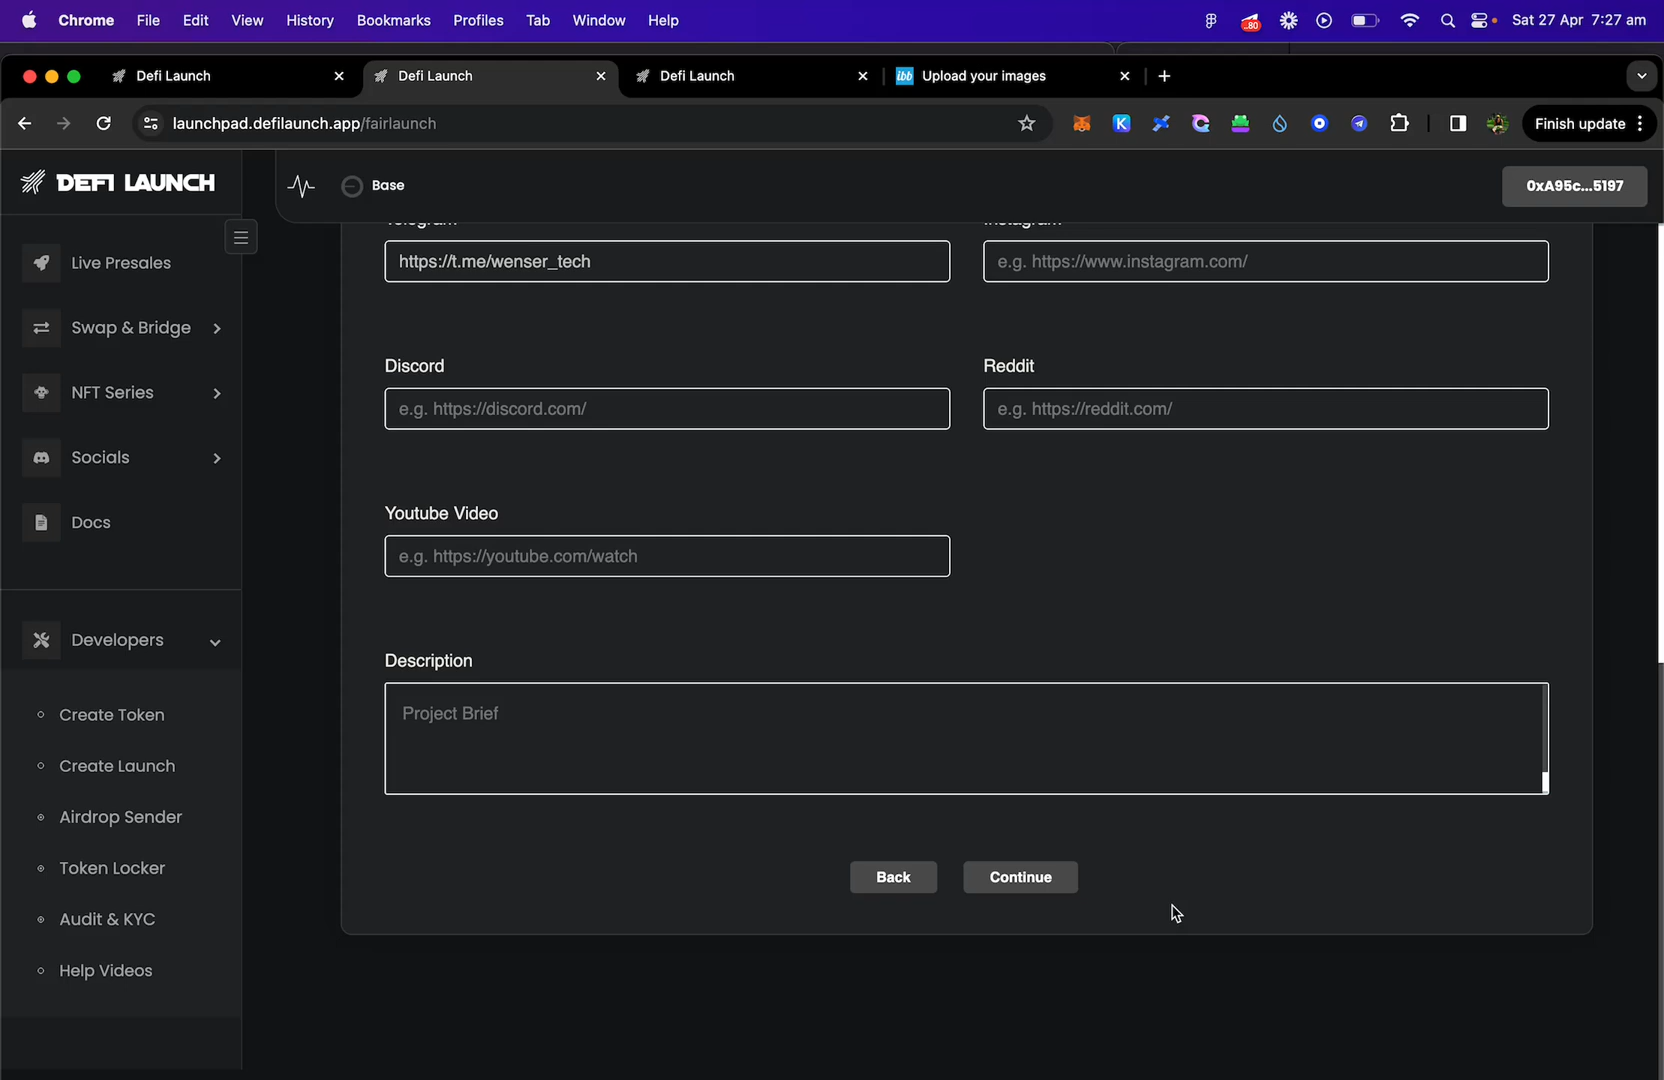 Chrome File Edit View History Bookmarks Profiles Tab Window Help 80 Sat 27 Apr 7:27 am
Defi Launch Defi Launch Defi Launch ibb Upload your images
launchpad.defilaunch.app/fairlaunch K Finish update
DEFI LAUNCH
Base
0xA95c...5197
Live Presales
Swap & Bridge
NFT Series
Socials
Docs
Developers
Create Token
Create Launch
Airdrop Sender
Token Locker
Audit & KYC
Help Videos
Telegram Instagram
https://t.me/wenser_tech e.g. https://www.instagram.com/
Discord Reddit
e.g. https://discord.com/ e.g. https://reddit.com/
Youtube Video
e.g. https://youtube.com/watch
Description
Project Brief
Back Continue